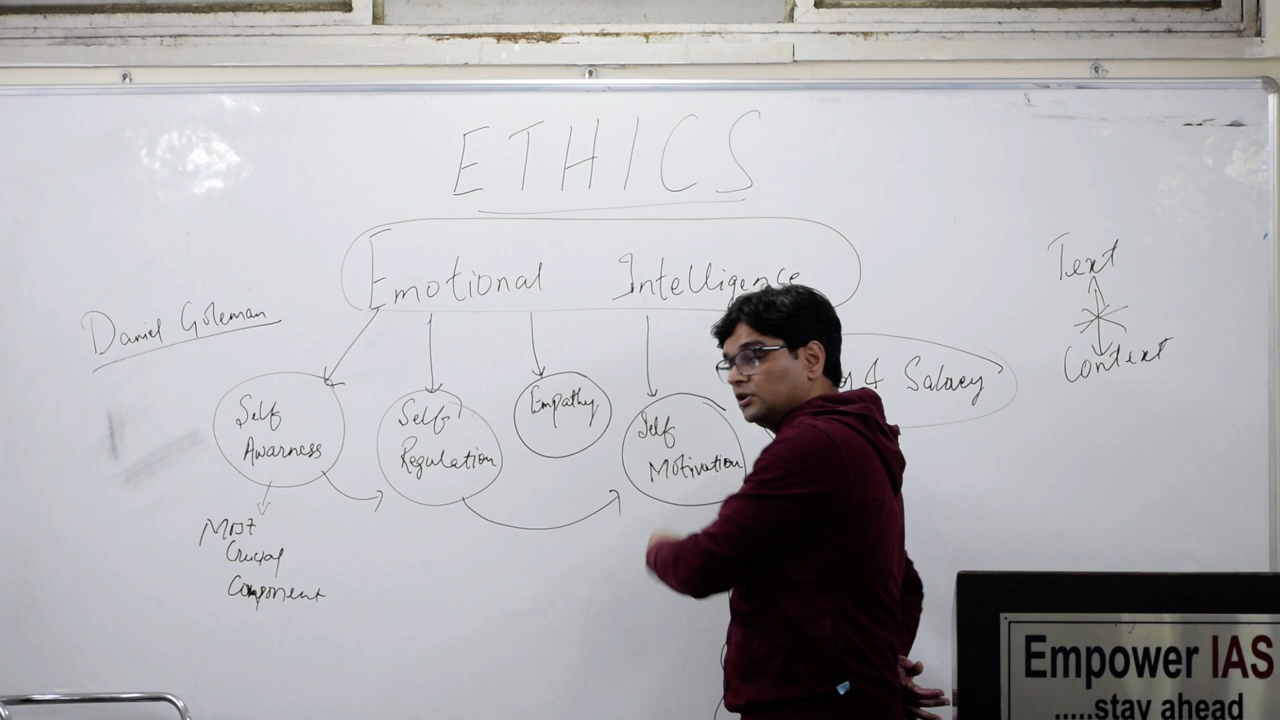 ETHICS
Emotional Intelligence
Daniel Goleman
Self
Awarness
Self
Regulation
Empathy
Self
Motivation
Salary
Text
Context
Most
Crucial
Component
Empower IAS
.....stay ahead